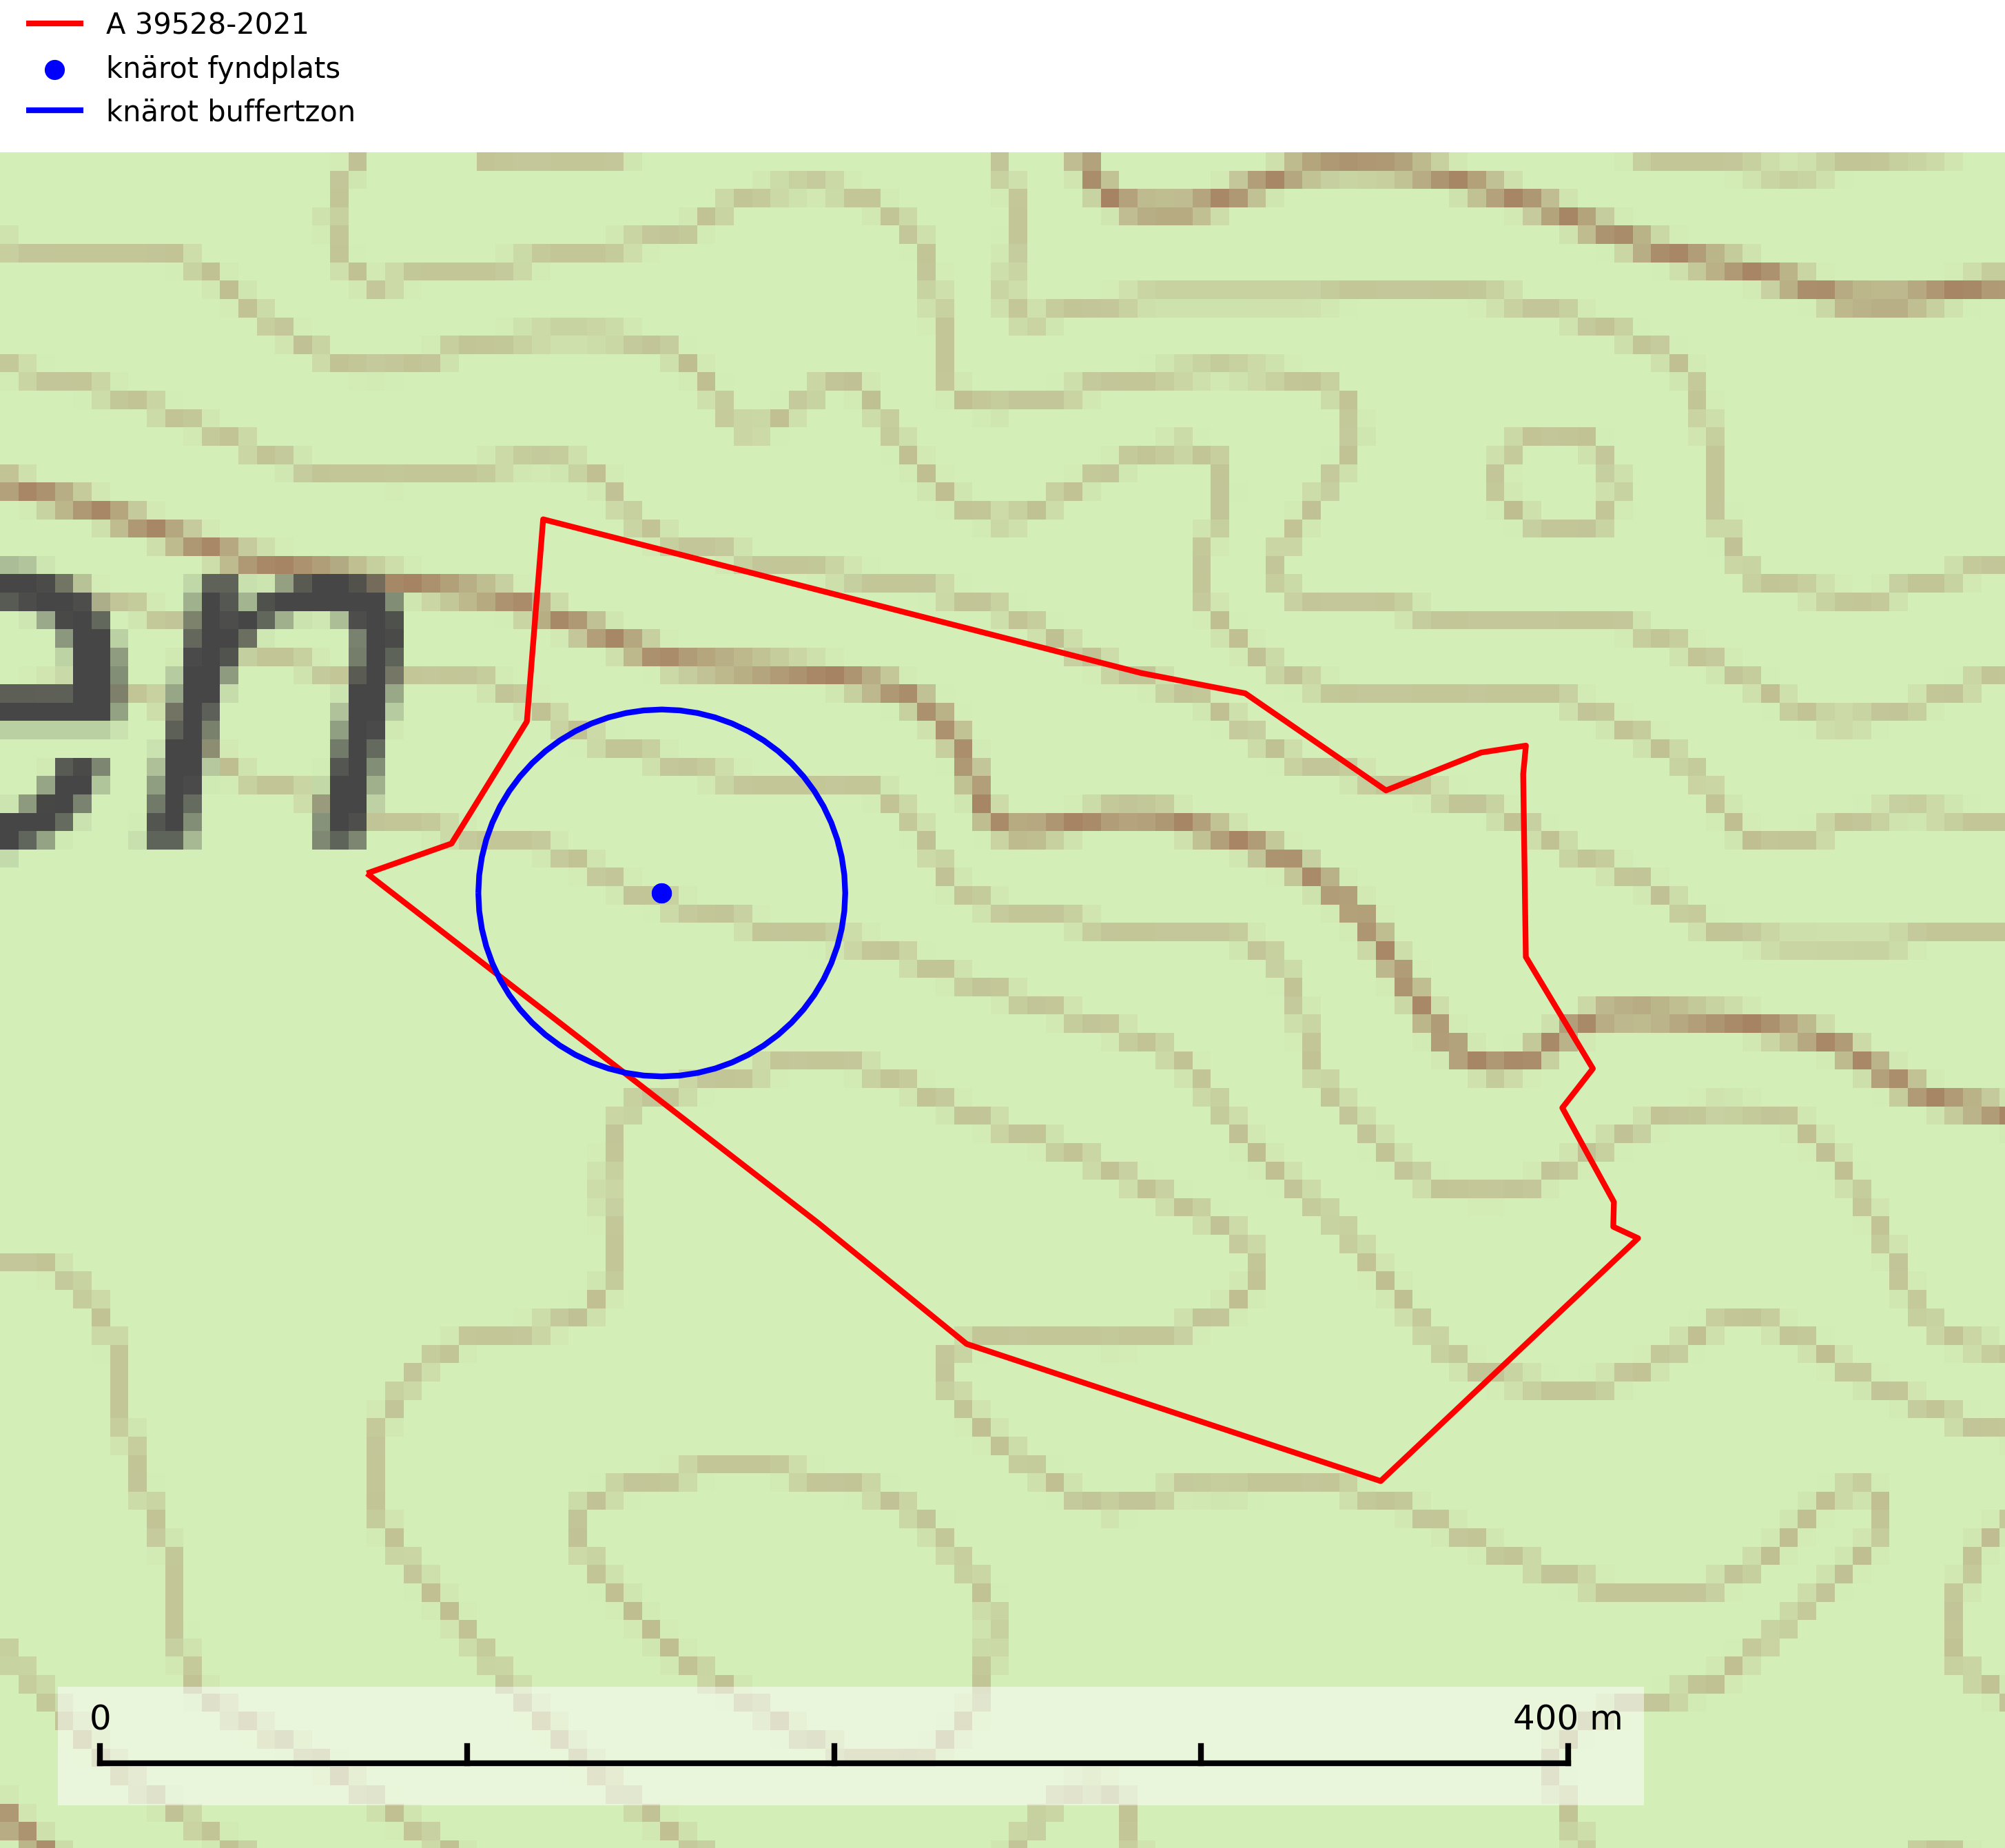 A 39528-2021
knärot fyndplats
knärot buffertzon
0
400 m